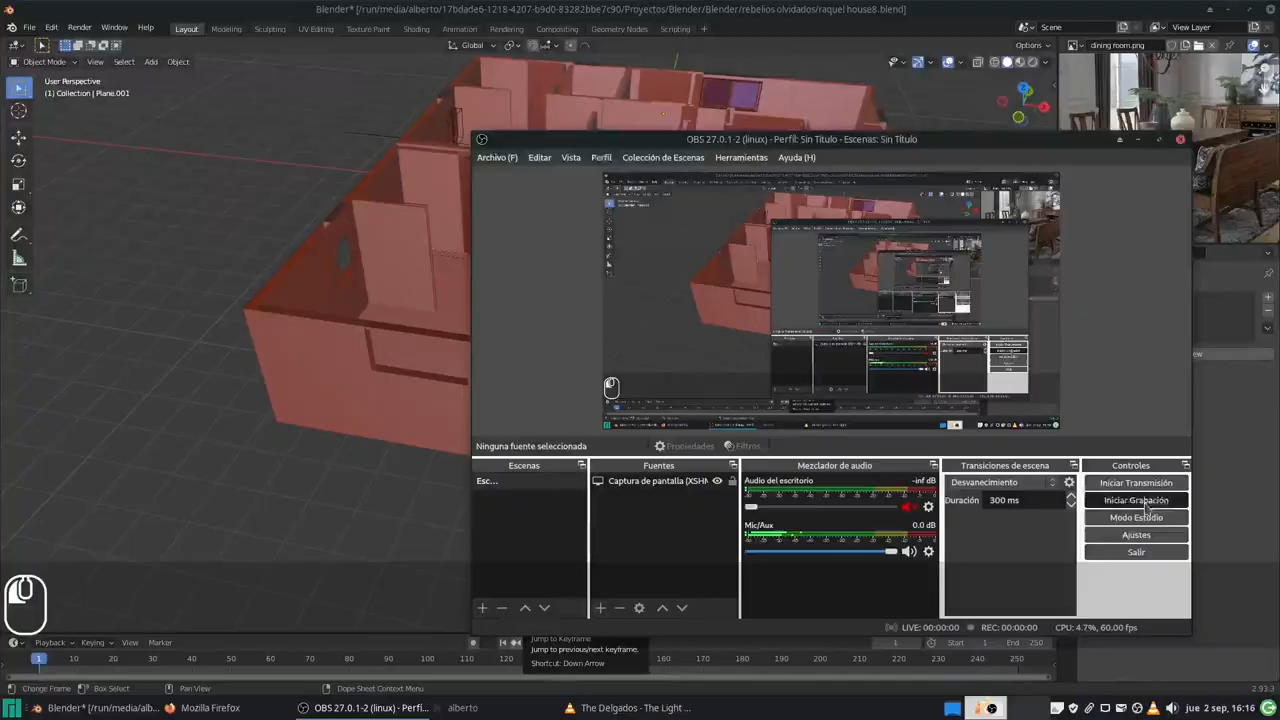 Blender* [/run/media/alberto/17bdade6-1218-4207-b9d0-83282bbe7c90/Proyectos/Blender/Blender/rebelios olvidados/raquel house8.blend]
File Edit Render Window Help Layout Modeling Sculpting UV Editing Texture Paint Shading Animation Rendering Compositing Geometry Nodes Scripting + Scene View Layer
Global Options dining room.png
Object Mode View Select Add Object
User Perspective
(1) Collection | Plane.001
OBS 27.0.1-2 (linux) - Perfil: Sin Título - Escenas: Sin Título
Archivo (F) Editar Vista Perfil Colección de Escenas Herramientas Ayuda (H)
Ninguna fuente seleccionada Propiedades Filtros
Escenas Fuentes Mezclador de audio Transiciones de escena Controles
Esc... Captura de pantalla (XSHM Audio del escritorio -inf dB Desvanecimiento Iniciar Transmisión
Duración 300 ms Iniciar Grabación
Mic/Aux 0.0 dB Modo Estudio
Ajustes
Salir
LIVE: 00:00:00 REC: 00:00:00 CPU: 4.7%, 60.00 fps
Playback Keying View Marker 1 Start 1 End 250
Jump to Keyframe
Jump to previous/next keyframe.
Shortcut: Down Arrow
1 10 20 30 40 50 60 70 80 90 100 110 120 130 140 150 160 170 180 190 200 210 220 230 240 250
Change Frame Box Select Pan View Dope Sheet Context Menu 2.93.3
Blender* [/run/media/alb... Mozilla Firefox OBS 27.0.1-2 (linux) - Perfi... alberto The Delgados - The Light ... jue 2 sep, 16:16